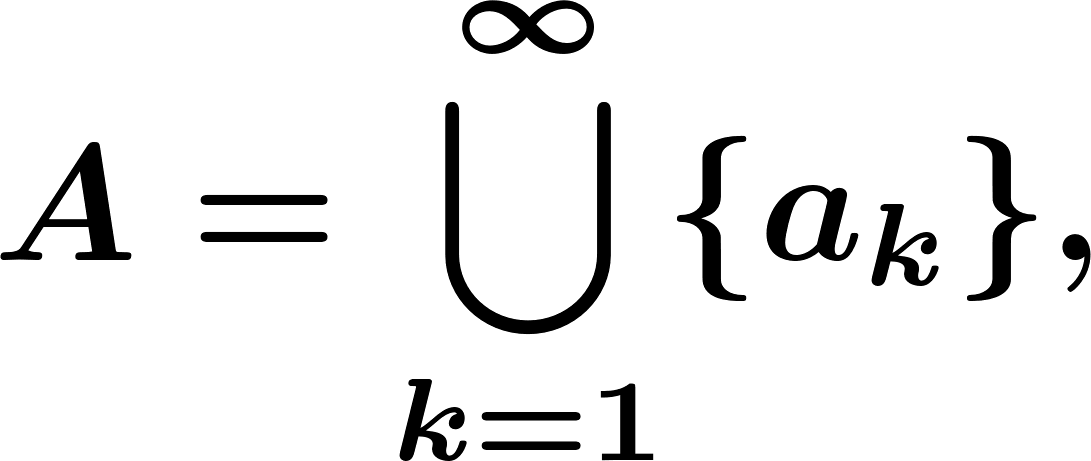 A = ⋃_{k=1}^{∞} {a_k},